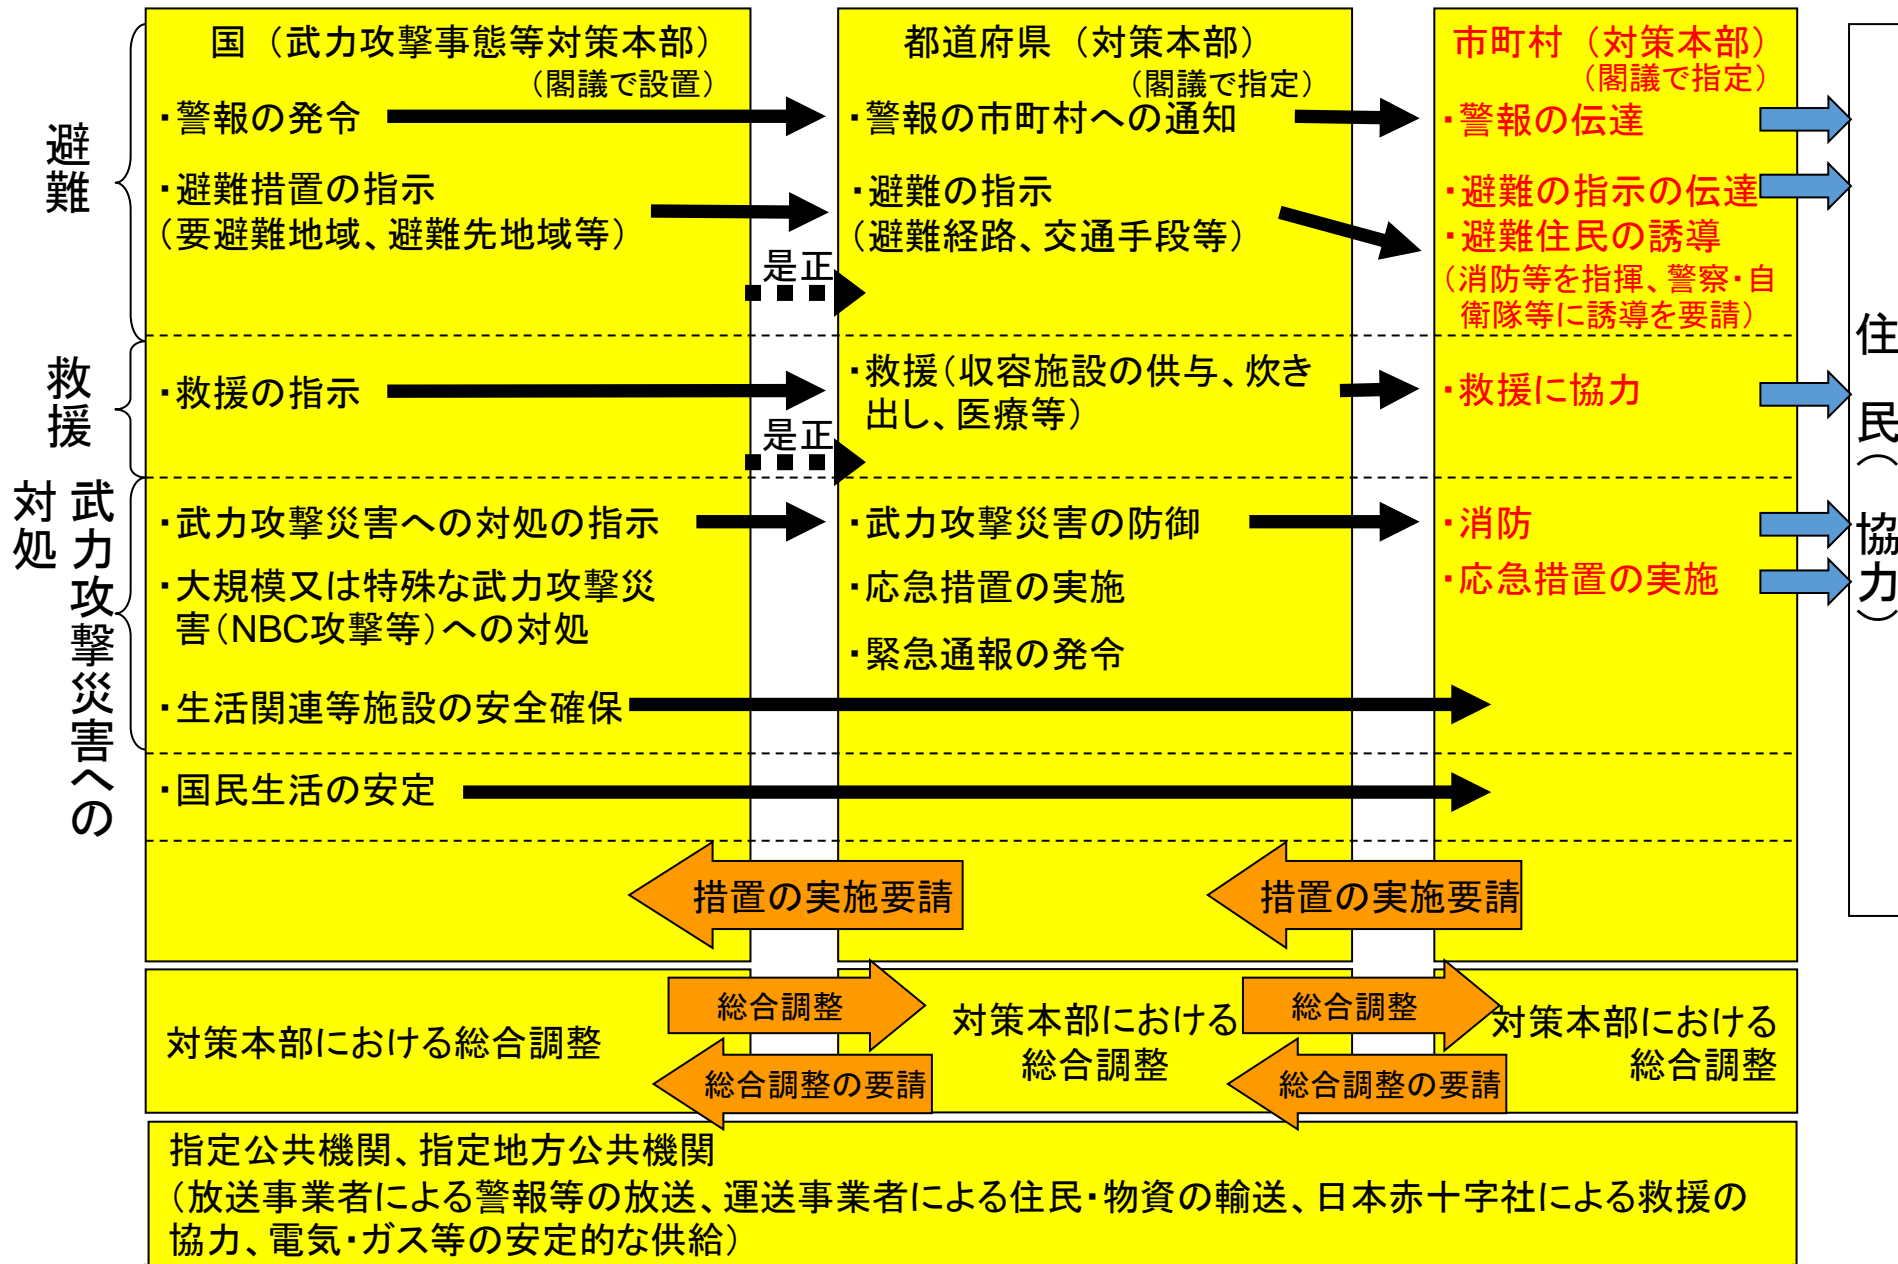 避難
救援
武力攻撃災害への
対処
国（武力攻撃事態等対策本部）
（閣議で設置）
・警報の発令
・避難措置の指示
（要避難地域、避難先地域等）
是正
・救援の指示
是正
・武力攻撃災害への対処の指示
・大規模又は特殊な武力攻撃災
害（NBC攻撃等）への対処
・生活関連等施設の安全確保
・国民生活の安定
都道府県（対策本部）
（閣議で指定）
・警報の市町村への通知
・避難の指示
（避難経路、交通手段等）
・救援（収容施設の供与、炊き
出し、医療等）
・武力攻撃災害の防御
・応急措置の実施
・緊急通報の発令
市町村（対策本部）
（閣議で指定）
・警報の伝達
・避難の指示の伝達
・避難住民の誘導
（消防等を指揮、警察・自
衛隊等に誘導を要請）
・救援に協力
・消防
・応急措置の実施
住民（協力）
措置の実施要請
措置の実施要請
対策本部における総合調整
総合調整
総合調整の要請
対策本部における
総合調整
総合調整
総合調整の要請
対策本部における
総合調整
指定公共機関、指定地方公共機関
（放送事業者による警報等の放送、運送事業者による住民・物資の輸送、日本赤十字社による救援の
協力、電気・ガス等の安定的な供給）